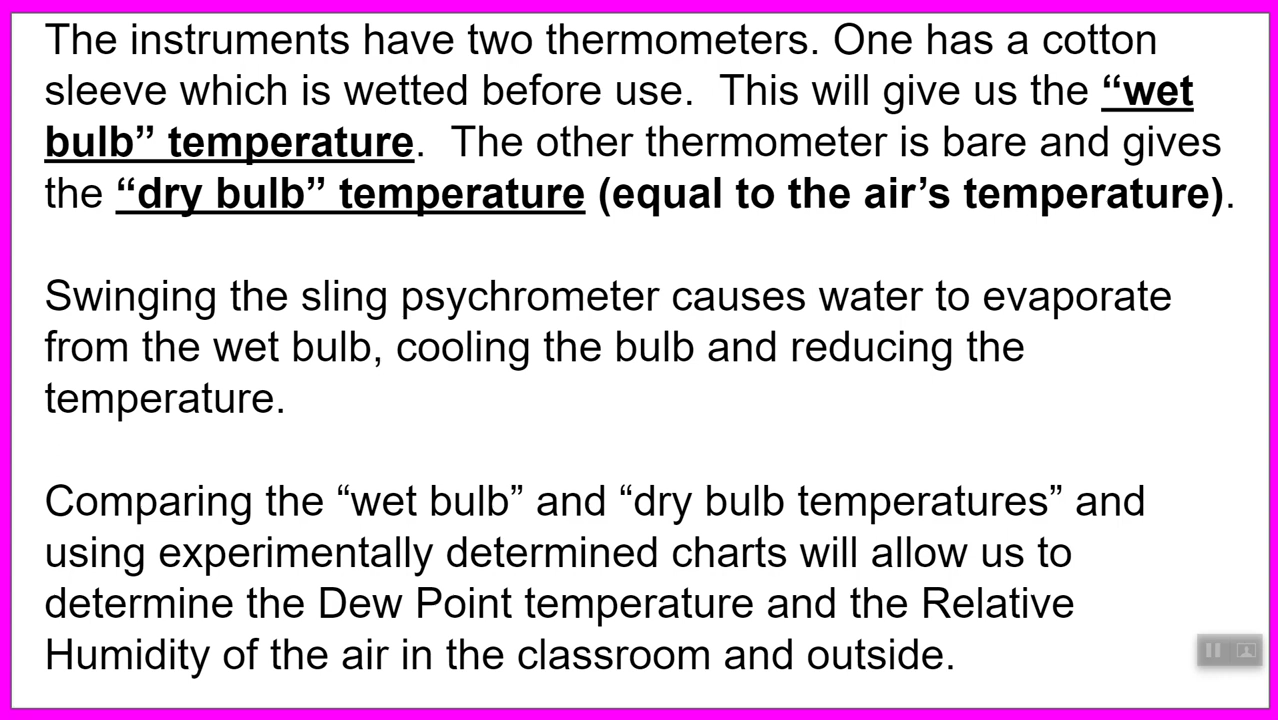 The instruments have two thermometers. One has a cotton
sleeve which is wetted before use.  This will give us the “wet
bulb” temperature.  The other thermometer is bare and gives
the “dry bulb” temperature (equal to the air’s temperature).
Swinging the sling psychrometer causes water to evaporate
from the wet bulb, cooling the bulb and reducing the
temperature.
Comparing the “wet bulb” and “dry bulb temperatures” and
using experimentally determined charts will allow us to
determine the Dew Point temperature and the Relative
Humidity of the air in the classroom and outside.